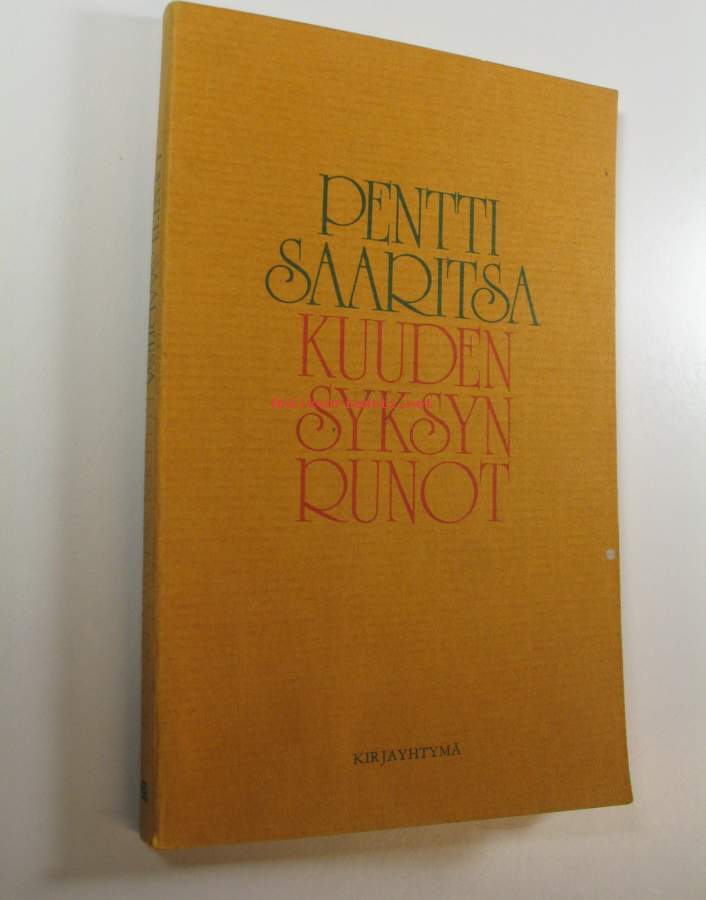 PENTTI
SAARITSA
KUUDEN
SYKSYN
RUNOT
KIRJAYHTYMÄ